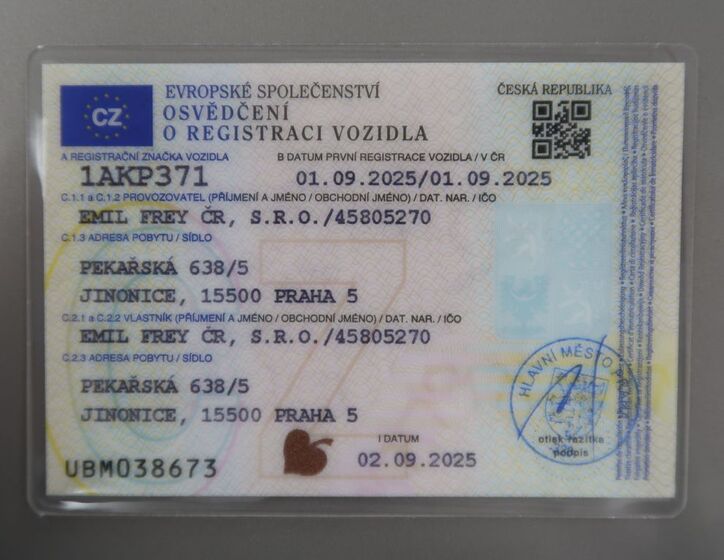 CZ
EVROPSKÉ SPOLEČENSTVÍ
ČESKÁ REPUBLIKA
OSVĚDČENÍ
O REGISTRACI VOZIDLA
A REGISTRAČNÍ ZNAČKA VOZIDLA
B DATUM PRVNÍ REGISTRACE VOZIDLA / V ČR
1AKP371
01.09.2025/01.09.2025
C.1.1 a C.1.2 PROVOZOVATEL (PŘÍJMENÍ A JMÉNO / OBCHODNÍ JMÉNO) / DAT. NAR. / IČO
EMIL FREY ČR, S.R.O./45805270
C.1.3 ADRESA POBYTU / SÍDLO
PEKAŘSKÁ 638/5
JINONICE, 15500 PRAHA 5
C.2.1 a C.2.2 VLASTNÍK (PŘÍJMENÍ A JMÉNO / OBCHODNÍ JMÉNO) / DAT. NAR. / IČO
EMIL FREY ČR, S.R.O./45805270
C.2.3 ADRESA POBYTU / SÍDLO
PEKAŘSKÁ 638/5
JINONICE, 15500 PRAHA 5
HLAVNÍ MĚSTO
otisk razítka
podpis
I DATUM
02.09.2025
UBM038673